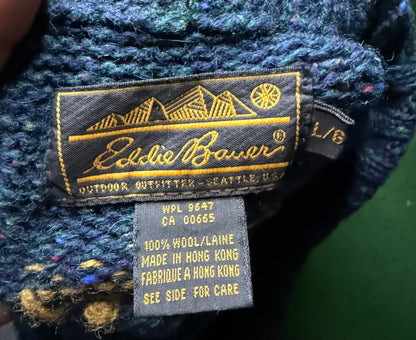 Eddie Bauer®
OUTDOOR OUTFITTER - SEATTLE, U.S.A.
L/G
WPL 9647
CA 00665
100% WOOL/LAINE
MADE IN HONG KONG
FABRIQUE A HONG KONG
SEE SIDE FOR CARE